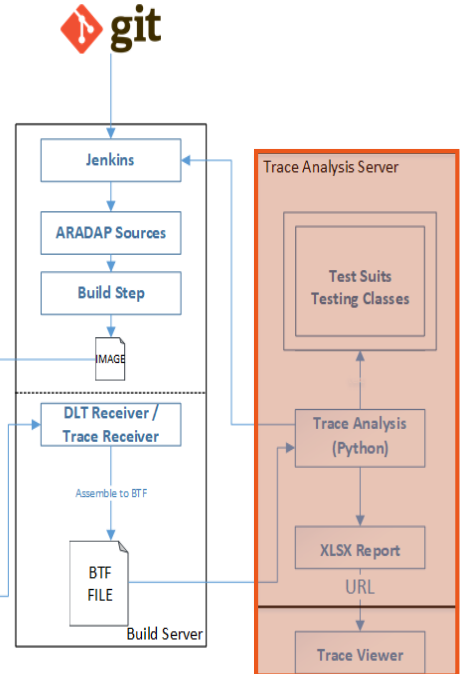 git
Jenkins
ARADAP Sources
Build Step
IMAGE
DLT Receiver /
Trace Receiver
Assemble to BTF
BTF
FILE
Build Server
Trace Analysis Server
Test Suits
Testing Classes
Trace Analysis
(Python)
XLSX Report
URL
Trace Viewer